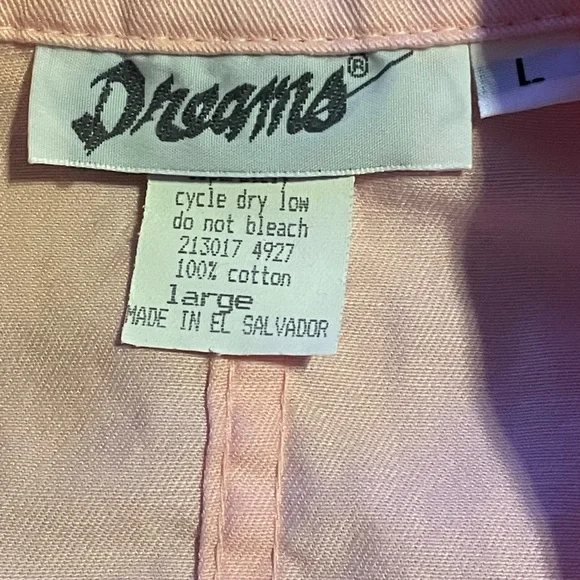 Dreams®
L
cycle dry low
do not bleach
213017 4927
100% cotton
large
MADE IN EL SALVADOR